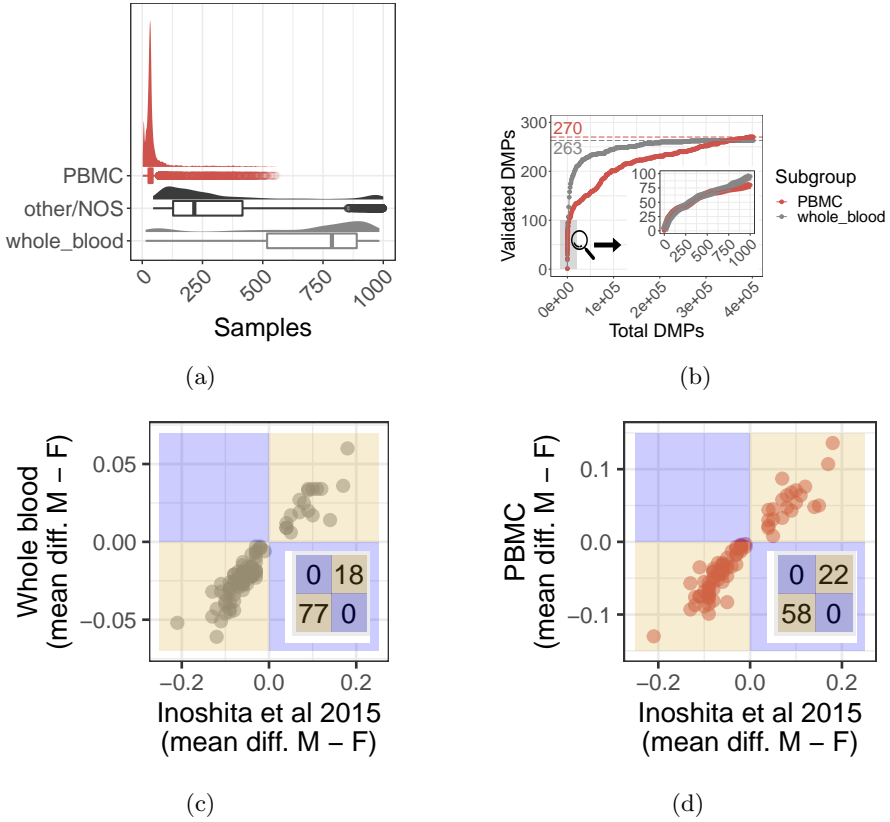 PBMC
other/NOS
whole_blood
0
250
500
750
1000
Samples
(a)
300
200
100
0
Validated DMPs
270
263
100
75
50
25
0
0
250
500
750
1000
0e+00
1e+05
2e+05
3e+05
4e+05
Total DMPs
Subgroup
PBMC
whole_blood
(b)
Whole blood
(mean diff. M − F)
0.05
0.00
−0.05
0 18
77 0
−0.2 0.0 0.2
Inoshita et al 2015
(mean diff. M − F)
(c)
PBMC
(mean diff. M − F)
0.1
0.0
−0.1
0 22
58 0
−0.2 0.0 0.2
Inoshita et al 2015
(mean diff. M − F)
(d)